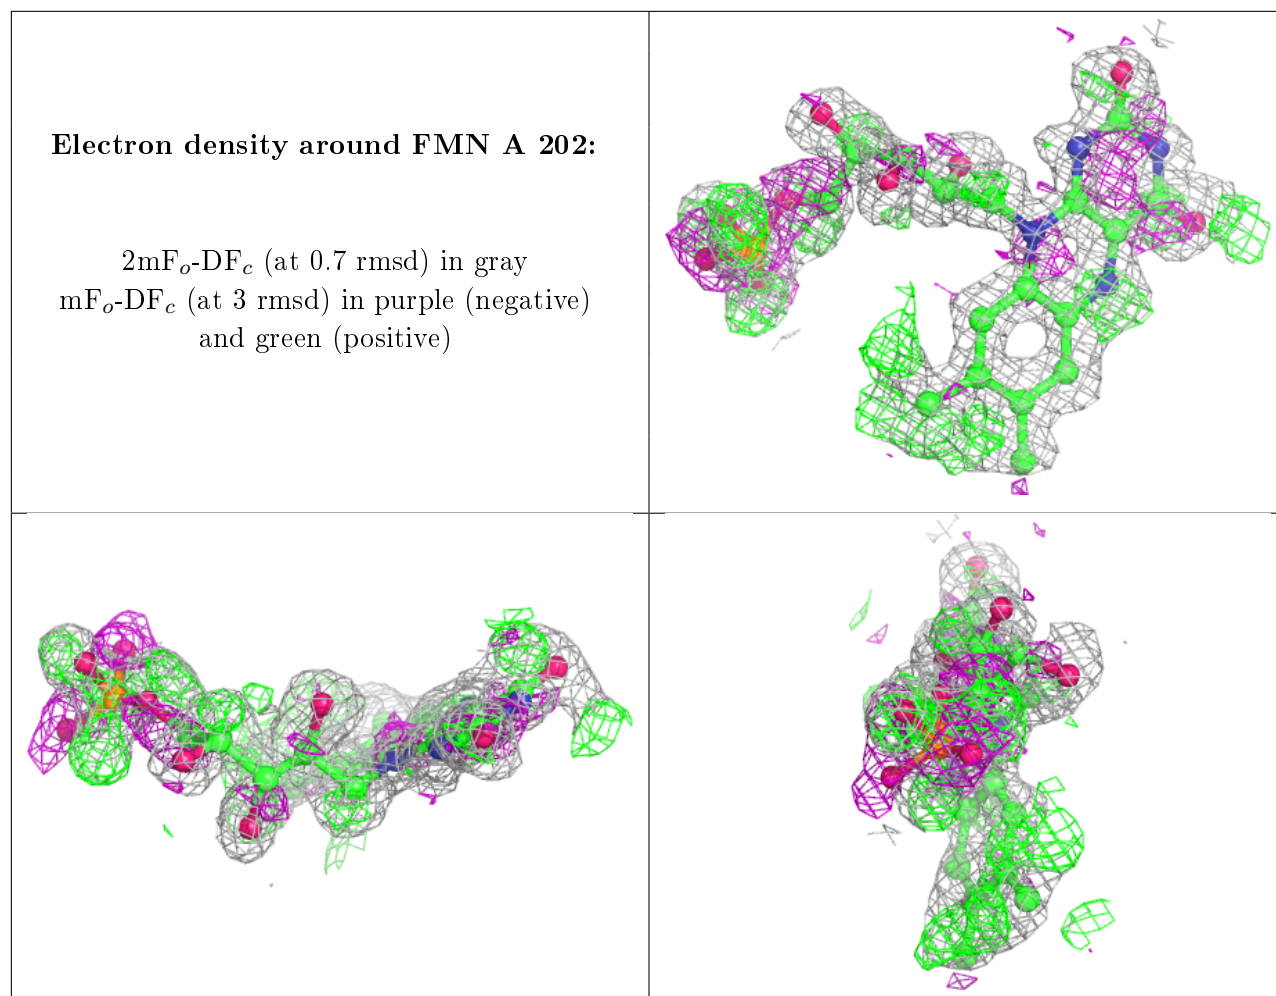 Electron density around FMN A 202:
2mFo-DFc (at 0.7 rmsd) in gray
mFo-DFc (at 3 rmsd) in purple (negative)
and green (positive)